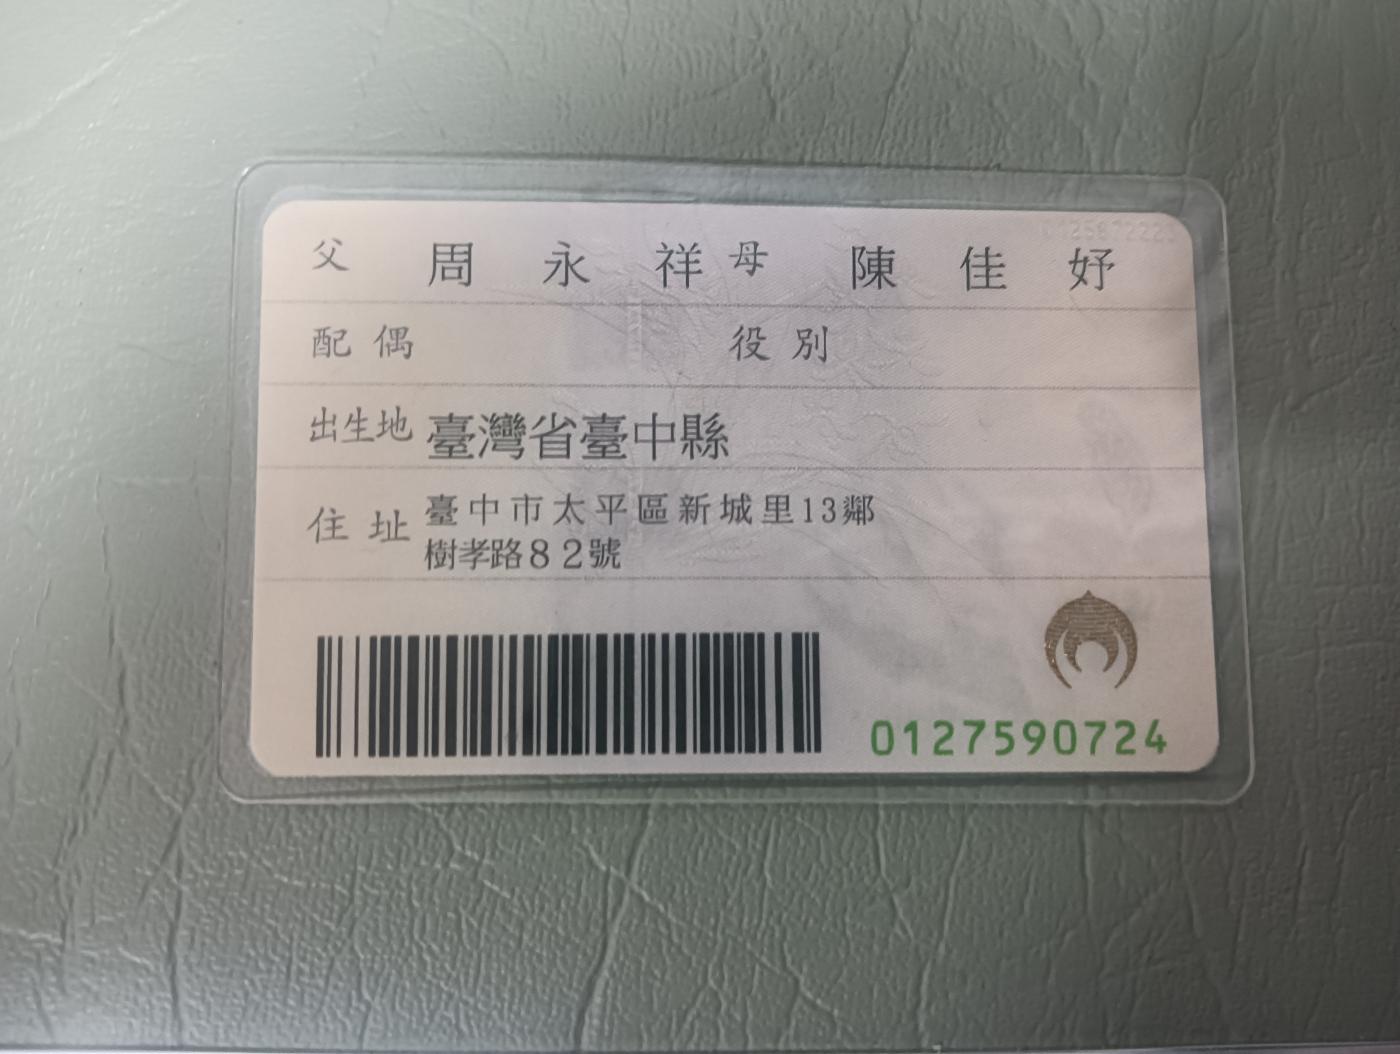 父 周永祥 母 陳佳妤
配偶 役別
出生地 臺灣省臺中縣
住址 臺中市太平區新城里13鄰
樹孝路82號
0127590724